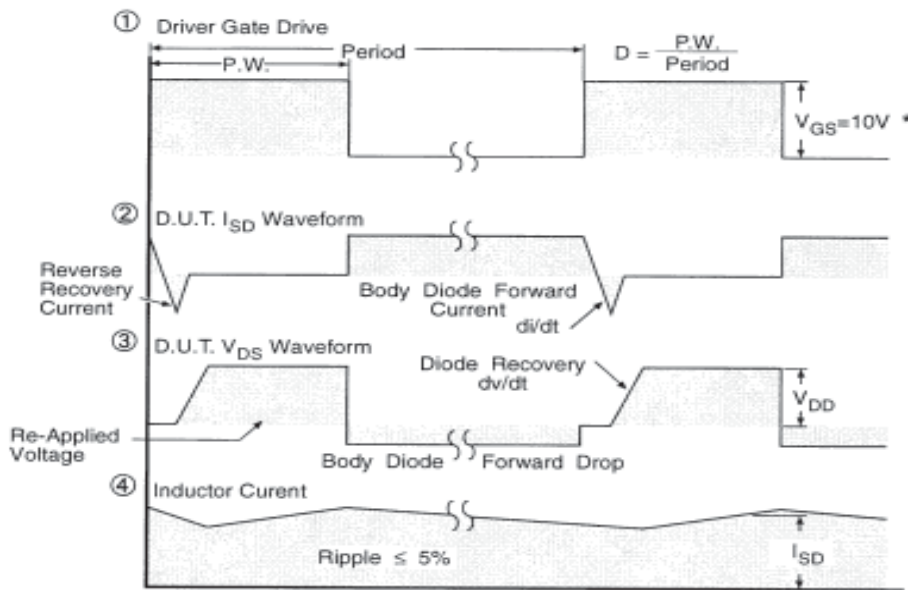 ① Driver Gate Drive
Period
P.W.
D = P.W. / Period
V_GS=10V *
② D.U.T. I_SD Waveform
Reverse
Recovery
Current
Body Diode Forward
Current
di/dt
③ D.U.T. V_DS Waveform
Diode Recovery
dv/dt
V_DD
Re-Applied
Voltage
Body Diode Forward Drop
④ Inductor Curent
Ripple ≤ 5%
I_SD